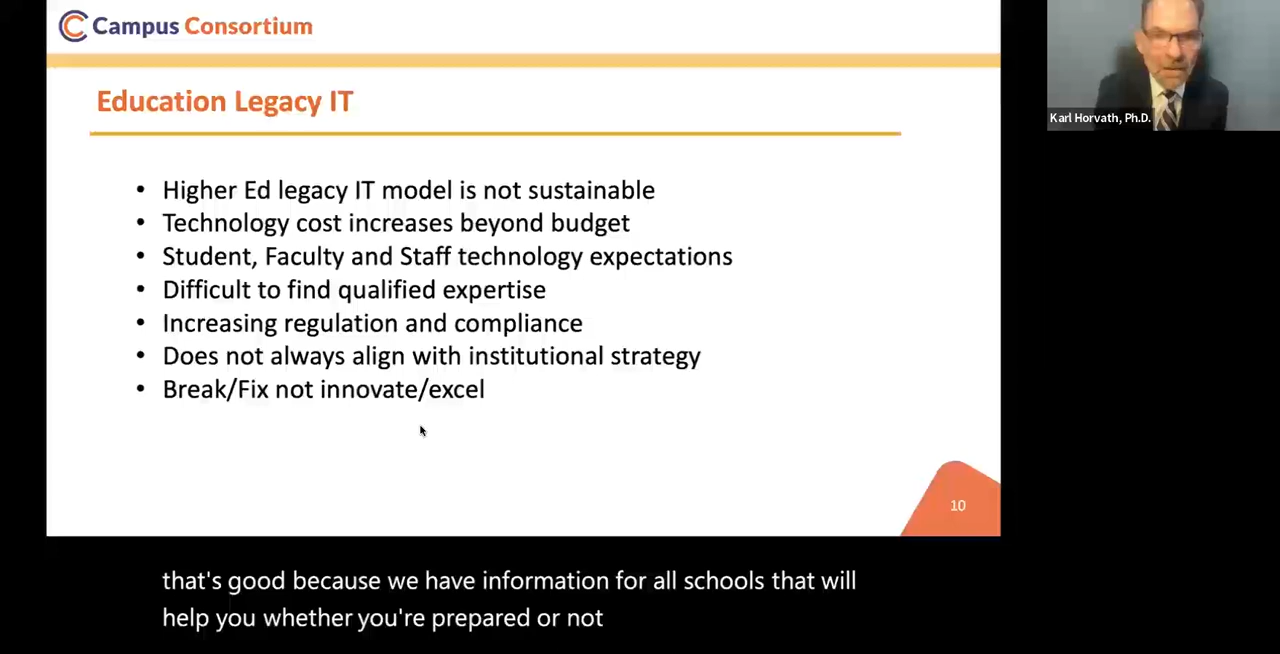 Campus Consortium
Education Legacy IT
• Higher Ed legacy IT model is not sustainable
• Technology cost increases beyond budget
• Student, Faculty and Staff technology expectations
• Difficult to find qualified expertise
• Increasing regulation and compliance
• Does not always align with institutional strategy
• Break/Fix not innovate/excel
10
Karl Horvath, Ph.D.
that's good because we have information for all schools that will
help you whether you're prepared or not